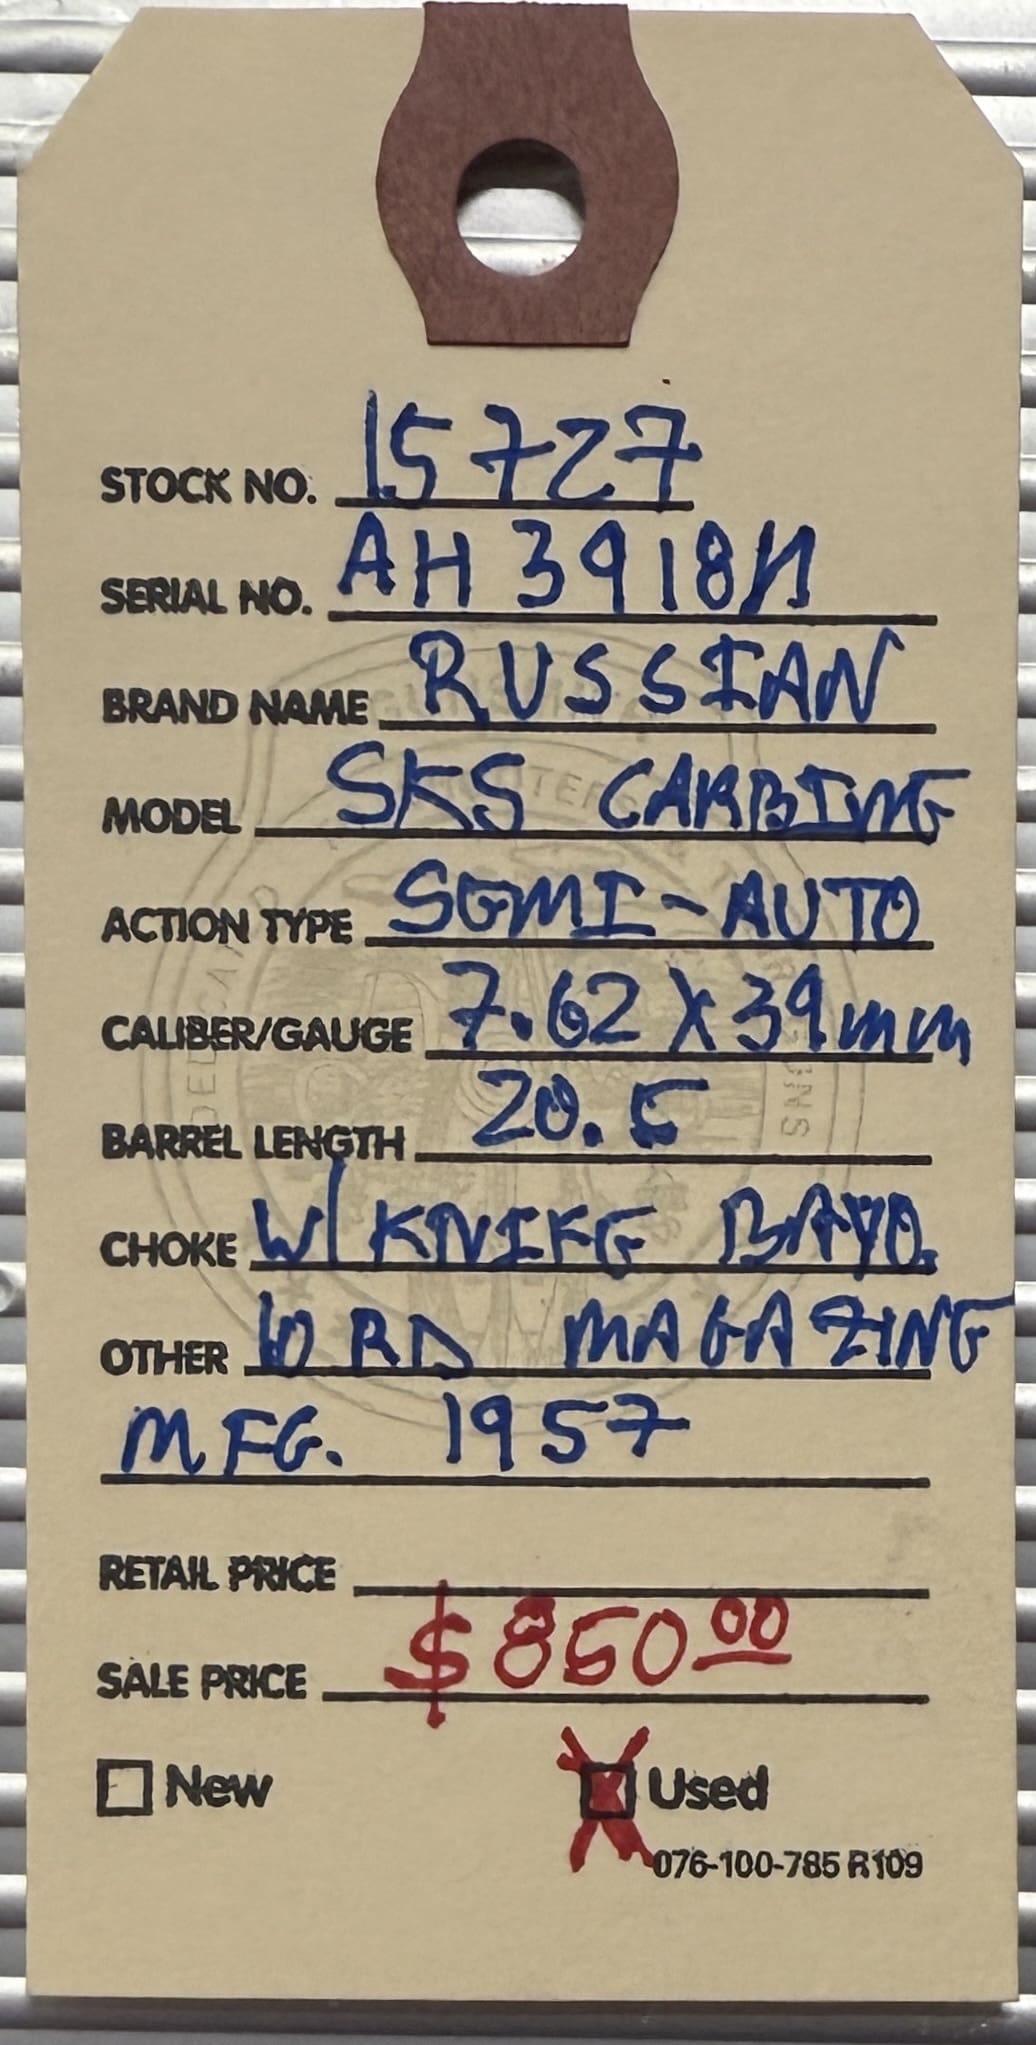 STOCK NO. 15727
SERIAL NO. AH 3918И
BRAND NAME RUSSIAN
MODEL SKS CARBINE
ACTION TYPE SEMI-AUTO
CALIBER/GAUGE 7.62 X 39mm
BARREL LENGTH 20.5
CHOKE W/ KNIFE BAYO.
OTHER 10 RD MAGAZINE
MFG. 1957
RETAIL PRICE
SALE PRICE $850.00
New Used
076-100-785 R109